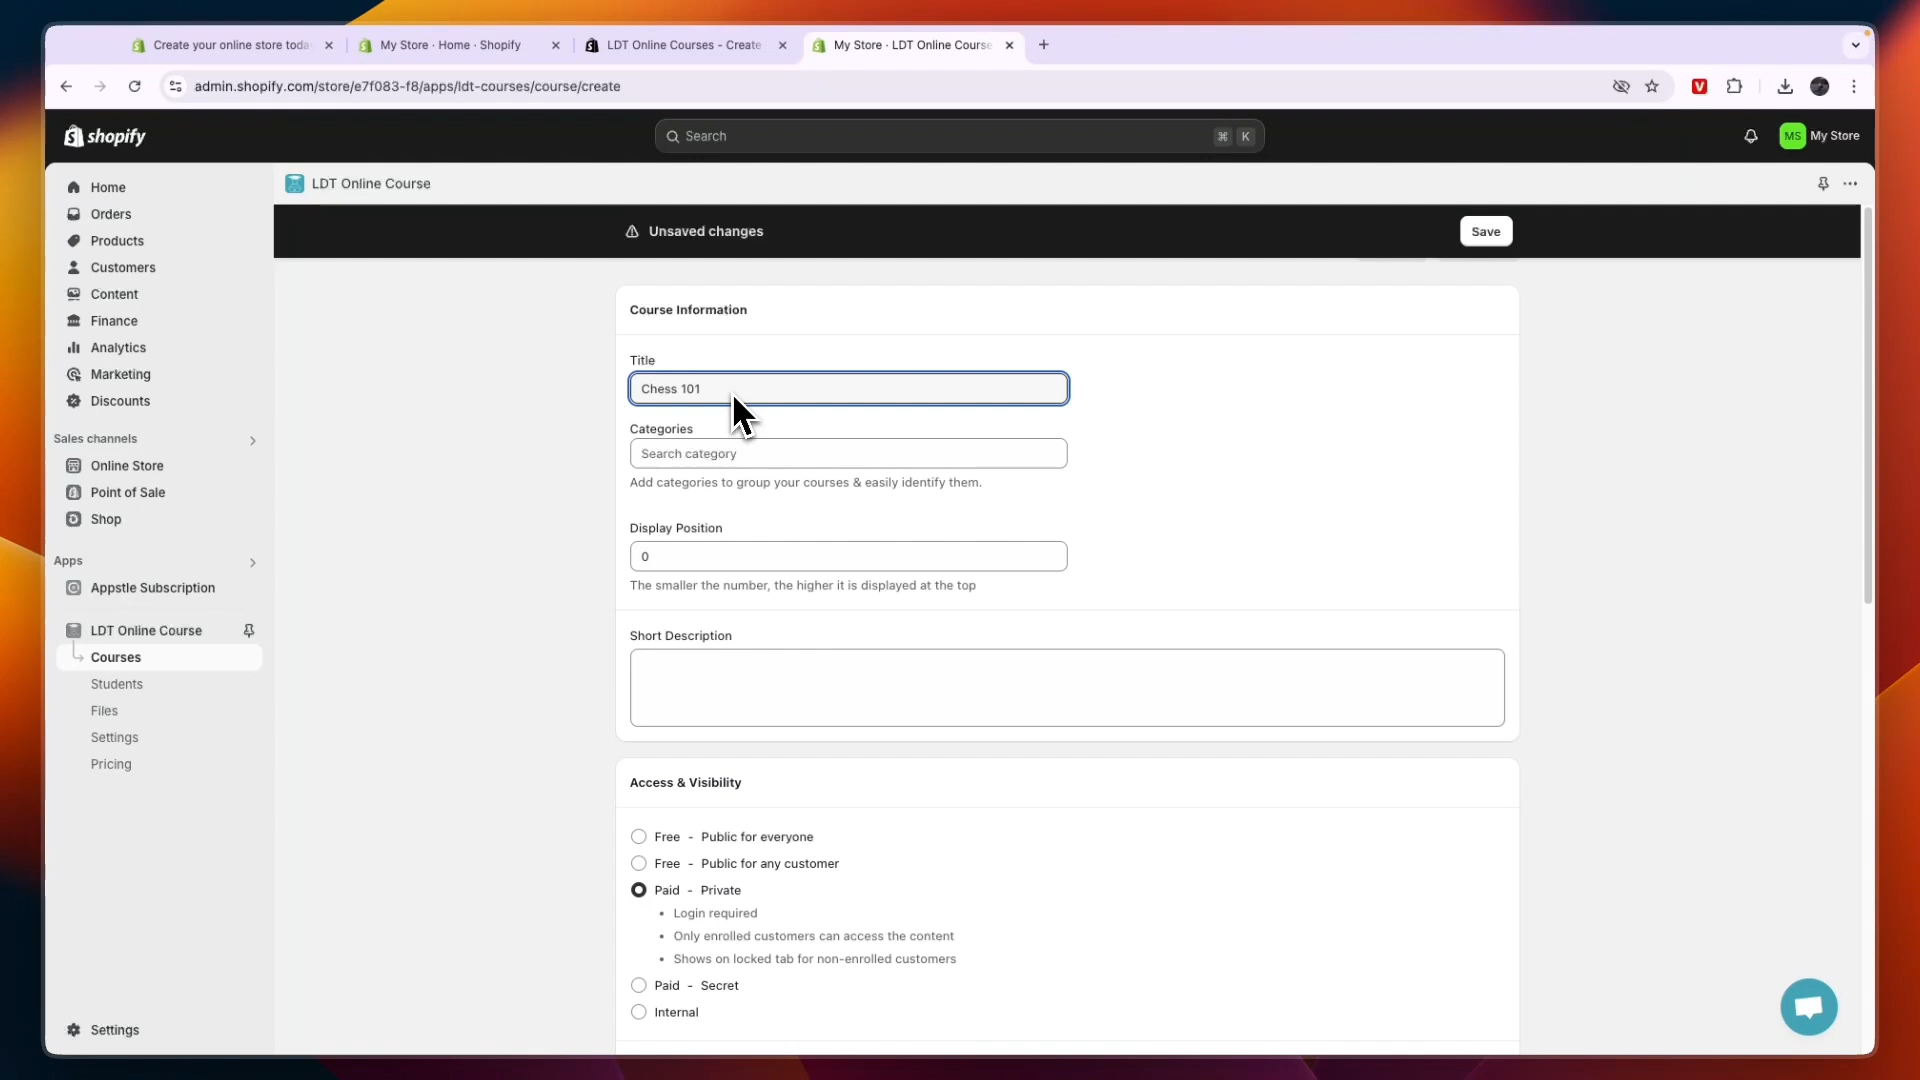 Create your online store toda
My Store · Home · Shopify
LDT Online Courses - Create
My Store · LDT Online Course
admin.shopify.com/store/e7f083-f8/apps/ldt-courses/course/create
V
shopify
Search
⌘ K
MS My Store
Home
Orders
Products
Customers
Content
Finance
Analytics
Marketing
Discounts
Sales channels
Online Store
Point of Sale
Shop
Apps
Appstle Subscription
LDT Online Course
Courses
Students
Files
Settings
Pricing
Settings
LDT Online Course
Unsaved changes
Save
Course Information
Title
Chess 101
Categories
Search category
Add categories to group your courses & easily identify them.
Display Position
0
The smaller the number, the higher it is displayed at the top
Short Description
Access & Visibility
Free - Public for everyone
Free - Public for any customer
Paid - Private
• Login required
• Only enrolled customers can access the content
• Shows on locked tab for non-enrolled customers
Paid - Secret
Internal